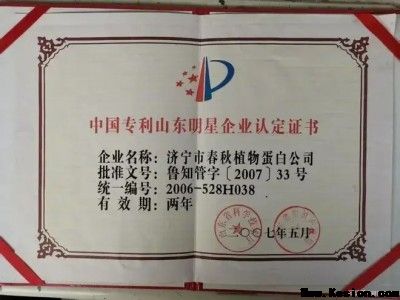 中国专利山东明星企业认定证书
企业名称：济宁市春秋植物蛋白公司
批准文号：鲁知管字〔2007〕33号
统一编号：2006-528H038
有效期：两年
二〇〇七年五月